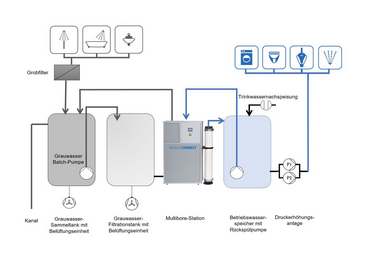 Grobfilter
Trinkwassernachspeisung
Grauwasser
Batch-Pumpe
P1
P2
Kanal
Grauwasser-
Sammeltank mit
Belüftungseinheit
Grauwasser-
Filtrationstank mit
Belüftungseinheit
Multibore-Station
Betriebswasser-
speicher mit
Rückspülpumpe
Druckerhöhungs-
anlage